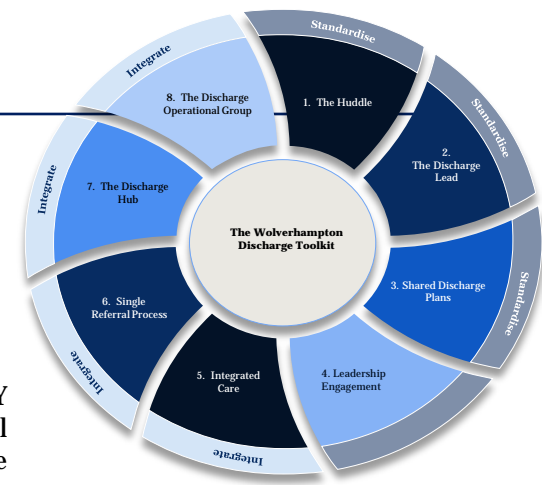 Standardise
1. The Huddle
Standardise
2.
The Discharge
Lead
Standardise
3. Shared Discharge
Plans
4. Leadership
Engagement
Integrate
5. Integrated
Care
Integrate
6. Single
Referral Process
Integrate
7. The Discharge
Hub
Integrate
8. The Discharge
Operational Group
The Wolverhampton
Discharge Toolkit
Y
l
e